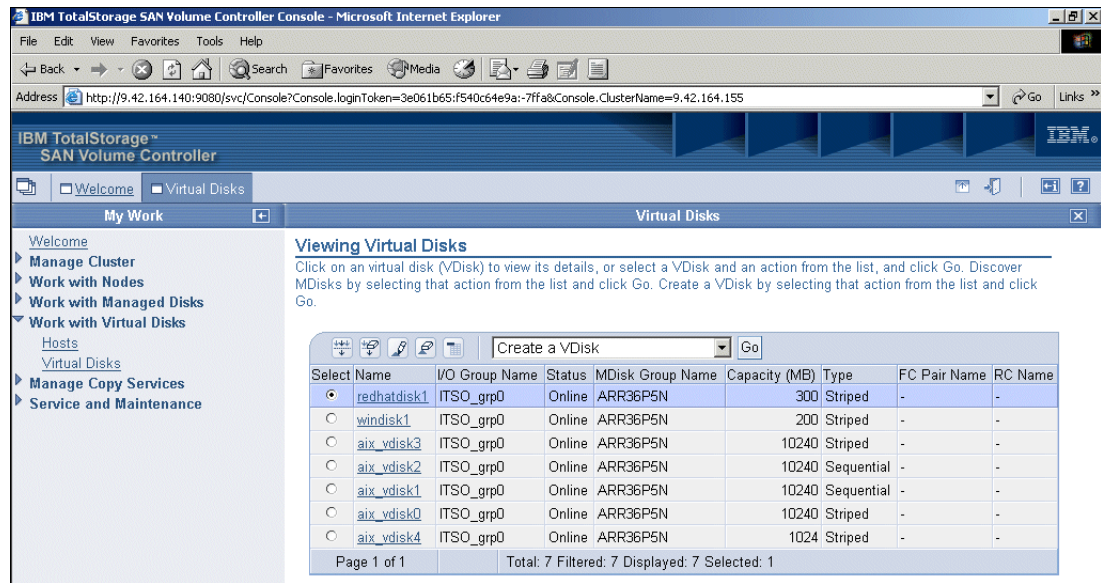 IBM TotalStorage SAN Volume Controller Console - Microsoft Internet Explorer
File Edit View Favorites Tools Help
Back Search Favorites Media
Address http://9.42.164.140:9080/svc/Console?Console.loginToken=3e061b65:f540c64e9a:-7ffa&Console.ClusterName=9.42.164.155 Go Links »
IBM TotalStorage™
SAN Volume Controller
IBM®
Welcome Virtual Disks
My Work Virtual Disks
Welcome
Manage Cluster
Work with Nodes
Work with Managed Disks
Work with Virtual Disks
Hosts
Virtual Disks
Manage Copy Services
Service and Maintenance
Viewing Virtual Disks
Click on an virtual disk (VDisk) to view its details, or select a VDisk and an action from the list, and click Go. Discover
MDisks by selecting that action from the list and click Go. Create a VDisk by selecting that action from the list and click
Go.
Create a VDisk Go
Select Name I/O Group Name Status MDisk Group Name Capacity (MB) Type FC Pair Name RC Name
redhatdisk1 ITSO_grp0 Online ARR36P5N 300 Striped - -
windisk1 ITSO_grp0 Online ARR36P5N 200 Striped - -
aix_vdisk3 ITSO_grp0 Online ARR36P5N 10240 Striped - -
aix_vdisk2 ITSO_grp0 Online ARR36P5N 10240 Sequential - -
aix_vdisk1 ITSO_grp0 Online ARR36P5N 10240 Sequential - -
aix_vdisk0 ITSO_grp0 Online ARR36P5N 10240 Striped - -
aix_vdisk4 ITSO_grp0 Online ARR36P5N 1024 Striped - -
Page 1 of 1 Total: 7 Filtered: 7 Displayed: 7 Selected: 1